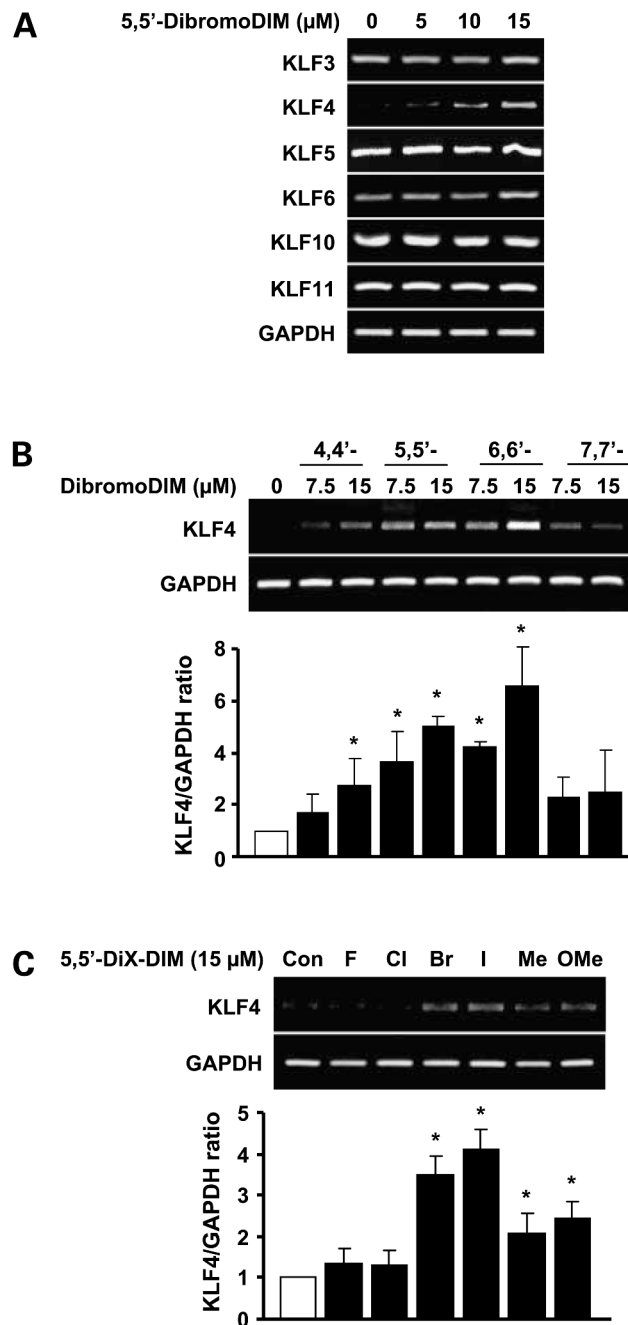 A
5,5'-DibromoDIM (µM) 0 5 10 15
KLF3
KLF4
KLF5
KLF6
KLF10
KLF11
GAPDH
B
4,4'- 5,5'- 6,6'- 7,7'-
DibromoDIM (µM) 0 7.5 15 7.5 15 7.5 15 7.5 15
KLF4
GAPDH
KLF4/GAPDH ratio
8
6
4
2
0
* * * * *
C
5,5'-DiX-DIM (15 µM) Con F Cl Br I Me OMe
KLF4
GAPDH
KLF4/GAPDH ratio
5
4
3
2
1
0
* * * *